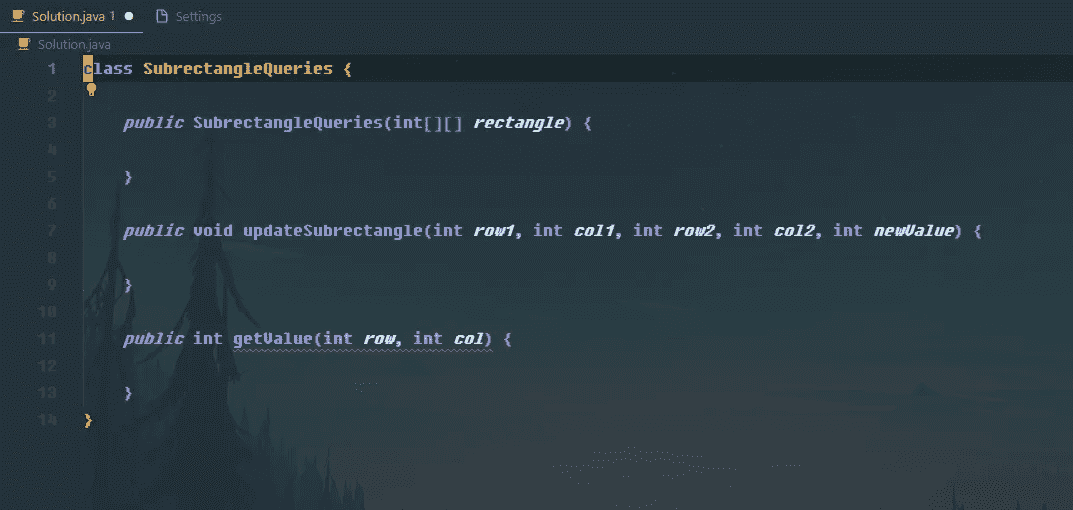 Solution.java 1 Settings
Solution.java
1 class SubrectangleQueries {
2
3 public SubrectangleQueries(int[][] rectangle) {
4
5 }
6
7 public void updateSubrectangle(int row1, int col1, int row2, int col2, int newValue) {
8
9 }
10
11 public int getValue(int row, int col) {
12
13 }
14 }